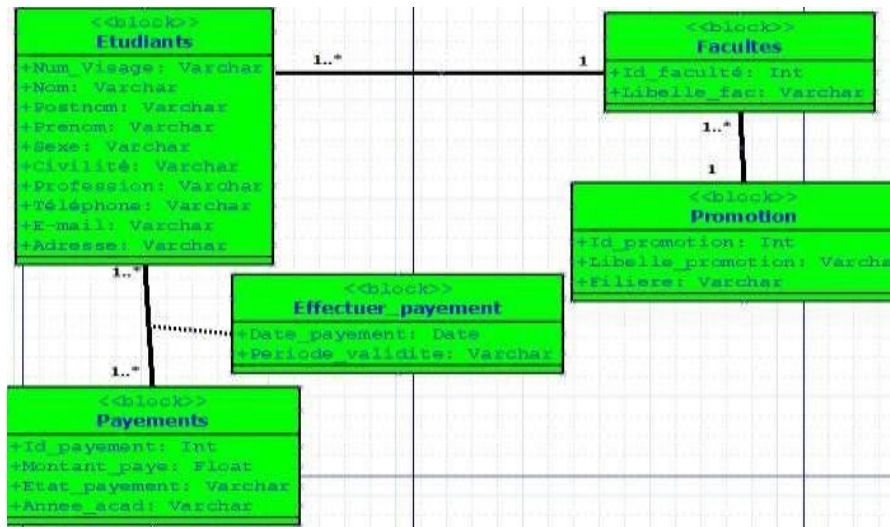 <<block>>
Etudiants
+Num_Visage: Varchar
+Nom: Varchar
+Postnom: Varchar
+Prenom: Varchar
+Sexe: Varchar
+Civilité: Varchar
+Profession: Varchar
+Téléphone: Varchar
+E-mail: Varchar
+Adresse: Varchar
1..*
1
<<block>>
Facultes
+Id_faculté: Int
+Libelle_fac: Varchar
1..*
1
<<block>>
Promotion
+Id_promotion: Int
+Libelle_promotion: Varcha
+Filiere: Varchar
1..*
<<block>>
Effectuer_payement
+Date_payement: Date
+Periode_validite: Varchar
1..*
<<block>>
Payements
+Id_payement: Int
+Montant_paye: Float
+Etat_payement: Varchar
+Annee_acad: Varchar